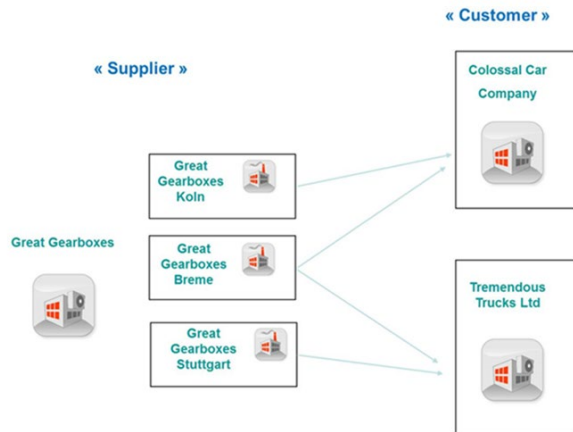 « Customer »
« Supplier »
Colossal Car
Company
Great
Gearboxes
Koln
Great Gearboxes
Great
Gearboxes
Breme
Tremendous
Trucks Ltd
Great
Gearboxes
Stuttgart